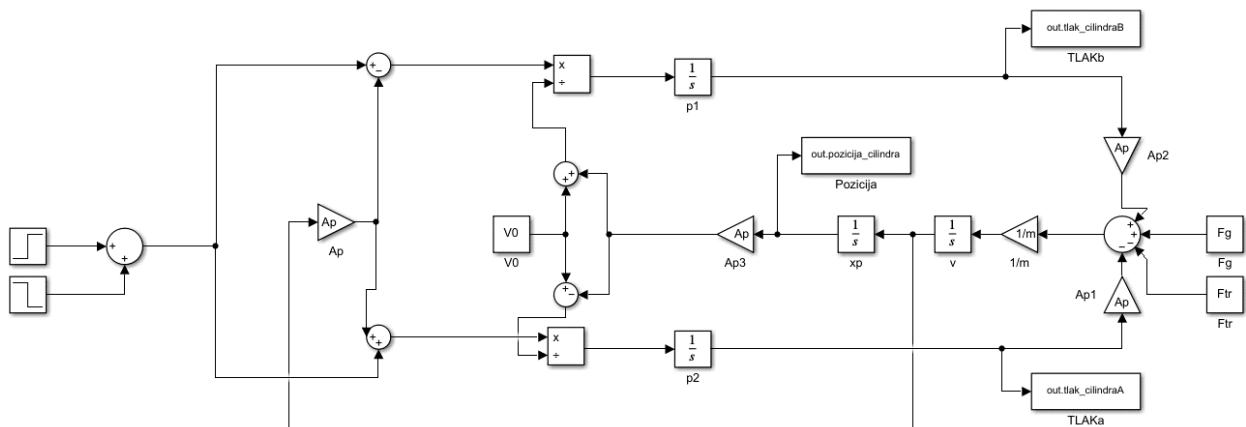 out.tlak_cilindraB
TLAKb
+
−
x
÷
1
s
p1
Ap
Ap2
out.pozicija_cilindra
Pozicija
+
+
Ap
Ap
V0
V0
Ap
Ap3
1
s
xp
1
s
v
1/m
1/m
+
+
−
−
Fg
Fg
+
+
+
−
Ap1
Ap
Ftr
Ftr
+
+
x
÷
1
s
p2
out.tlak_cilindraA
TLAKa